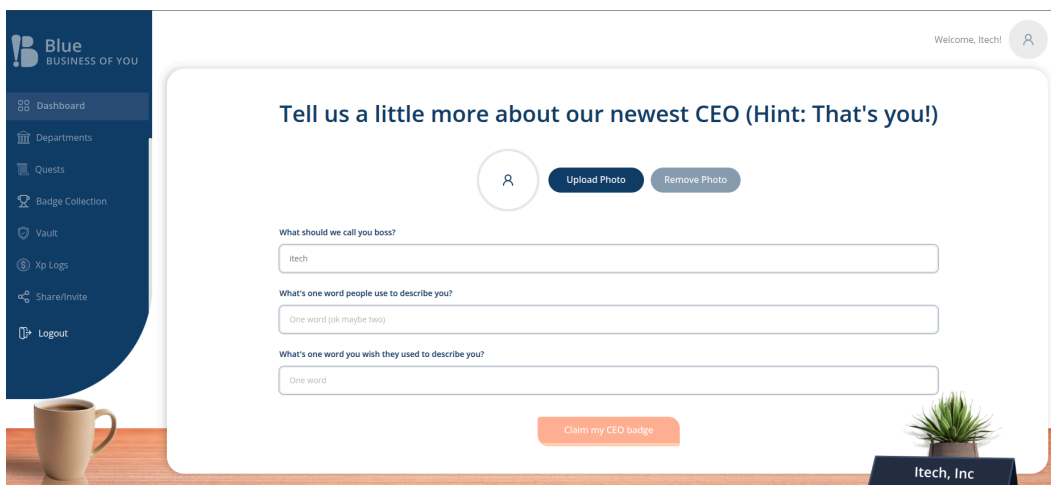 Blue
BUSINESS OF YOU
Welcome, Itech!
Dashboard
Departments
Quests
Badge Collection
Vault
Xp Logs
Share/Invite
Logout
Tell us a little more about our newest CEO (Hint: That's you!)
Upload Photo
Remove Photo
What should we call you boss?
itech
What's one word people use to describe you?
One word (ok maybe two)
What's one word you wish they used to describe you?
One word
Claim my CEO badge
Itech, Inc